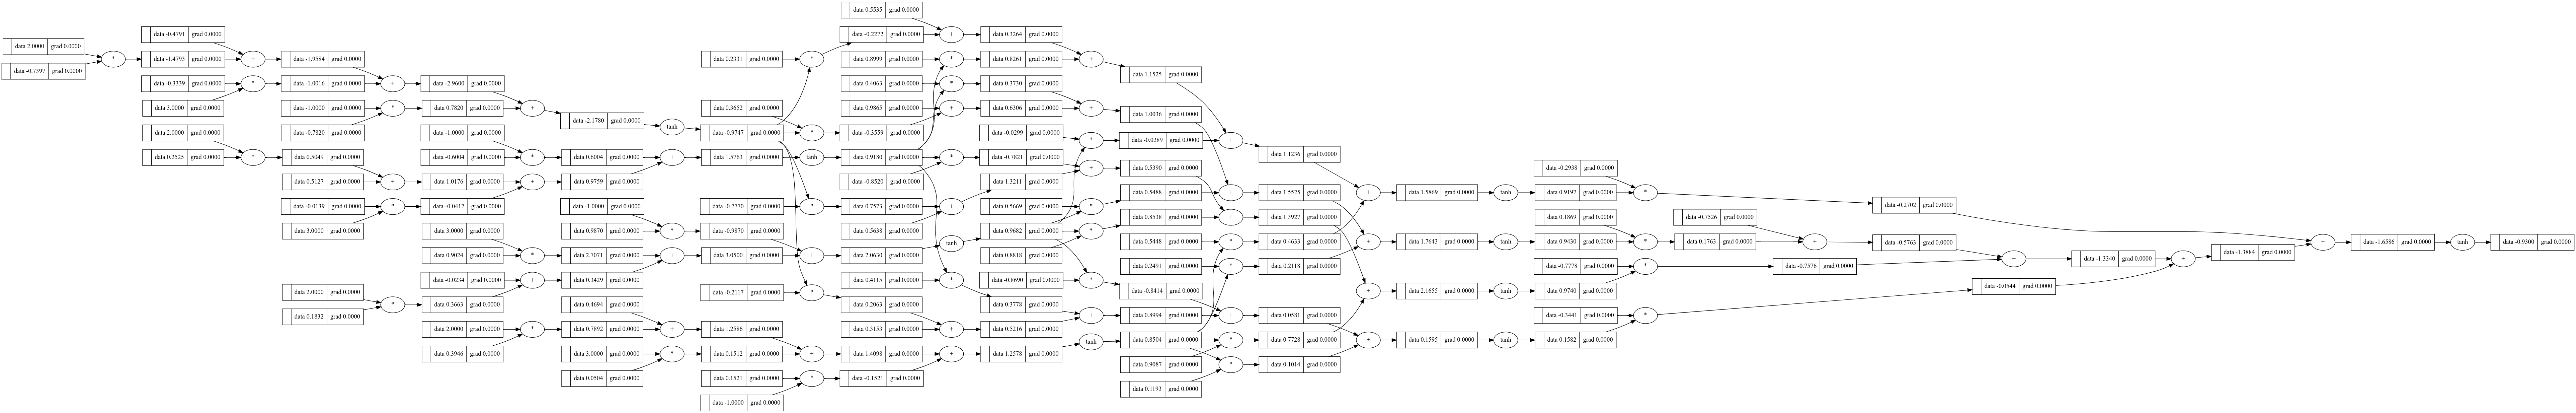 data 2.0000 grad 0.0000
data -0.7397 grad 0.0000
*
data -0.4791 grad 0.0000
data -1.4793 grad 0.0000
data -0.3339 grad 0.0000
data 3.0000 grad 0.0000
data 2.0000 grad 0.0000
data 0.2525 grad 0.0000
+
*
*
data -1.9584 grad 0.0000
data -1.0016 grad 0.0000
data -1.0000 grad 0.0000
data -0.7820 grad 0.0000
data 0.5049 grad 0.0000
data 0.5127 grad 0.0000
data -0.0139 grad 0.0000
data 3.0000 grad 0.0000
data 2.0000 grad 0.0000
data 0.1832 grad 0.0000
+
*
+
*
*
data -2.9600 grad 0.0000
data 0.7820 grad 0.0000
data -1.0000 grad 0.0000
data -0.6004 grad 0.0000
data 1.0176 grad 0.0000
data -0.0417 grad 0.0000
data 3.0000 grad 0.0000
data 0.9024 grad 0.0000
data -0.0234 grad 0.0000
data 0.3663 grad 0.0000
data 2.0000 grad 0.0000
data 0.3946 grad 0.0000
+
*
+
*
+
*
data -2.1780 grad 0.0000
data 0.6004 grad 0.0000
data 0.9759 grad 0.0000
data -1.0000 grad 0.0000
data 0.9870 grad 0.0000
data 2.7071 grad 0.0000
data 0.3429 grad 0.0000
data 0.4694 grad 0.0000
data 0.7892 grad 0.0000
data 3.0000 grad 0.0000
data 0.0504 grad 0.0000
tanh
+
*
+
+
*
data 0.2331 grad 0.0000
data 0.3652 grad 0.0000
data -0.9747 grad 0.0000
data 1.5763 grad 0.0000
data -0.7770 grad 0.0000
data -0.9870 grad 0.0000
data 3.0500 grad 0.0000
data -0.2117 grad 0.0000
data 1.2586 grad 0.0000
data 0.1512 grad 0.0000
data 0.1521 grad 0.0000
data -1.0000 grad 0.0000
*
*
tanh
*
+
*
+
*
data 0.5535 grad 0.0000
data -0.2272 grad 0.0000
data 0.8999 grad 0.0000
data 0.4063 grad 0.0000
data 0.9865 grad 0.0000
data -0.3559 grad 0.0000
data 0.9180 grad 0.0000
data -0.8520 grad 0.0000
data 0.7573 grad 0.0000
data 0.5638 grad 0.0000
data 2.0630 grad 0.0000
data 0.4115 grad 0.0000
data 0.2063 grad 0.0000
data 0.3153 grad 0.0000
data 1.4098 grad 0.0000
data -0.1521 grad 0.0000
+
*
*
+
*
+
tanh
*
+
+
data 0.3264 grad 0.0000
data 0.8261 grad 0.0000
data 0.3730 grad 0.0000
data 0.6306 grad 0.0000
data -0.0299 grad 0.0000
data -0.7821 grad 0.0000
data 1.3211 grad 0.0000
data 0.5669 grad 0.0000
data 0.9682 grad 0.0000
data 0.8818 grad 0.0000
data -0.8690 grad 0.0000
data 0.3778 grad 0.0000
data 0.5216 grad 0.0000
data 1.2578 grad 0.0000
+
+
*
+
*
*
*
+
tanh
data 1.1525 grad 0.0000
data 1.0036 grad 0.0000
data -0.0289 grad 0.0000
data 0.5390 grad 0.0000
data 0.5488 grad 0.0000
data 0.8538 grad 0.0000
data 0.5448 grad 0.0000
data 0.2491 grad 0.0000
data -0.8414 grad 0.0000
data 0.8994 grad 0.0000
data 0.8504 grad 0.0000
data 0.9087 grad 0.0000
data 0.1193 grad 0.0000
+
+
+
*
*
+
*
*
data 1.1236 grad 0.0000
data 1.5525 grad 0.0000
data 1.3927 grad 0.0000
data 0.4633 grad 0.0000
data 0.2118 grad 0.0000
data 0.0581 grad 0.0000
data 0.7728 grad 0.0000
data 0.1014 grad 0.0000
+
+
+
+
data 1.5869 grad 0.0000
data 1.7643 grad 0.0000
data 2.1655 grad 0.0000
data 0.1595 grad 0.0000
tanh
tanh
tanh
tanh
data -0.2938 grad 0.0000
data 0.9197 grad 0.0000
data 0.1869 grad 0.0000
data 0.9430 grad 0.0000
data -0.7778 grad 0.0000
data 0.9740 grad 0.0000
data -0.3441 grad 0.0000
data 0.1582 grad 0.0000
*
*
*
*
data -0.7526 grad 0.0000
data 0.1763 grad 0.0000
+
data -0.7576 grad 0.0000
data -0.2702 grad 0.0000
data -0.5763 grad 0.0000
+
data -0.0544 grad 0.0000
data -1.3340 grad 0.0000
+
data -1.3884 grad 0.0000
+
data -1.6586 grad 0.0000
tanh
data -0.9300 grad 0.0000